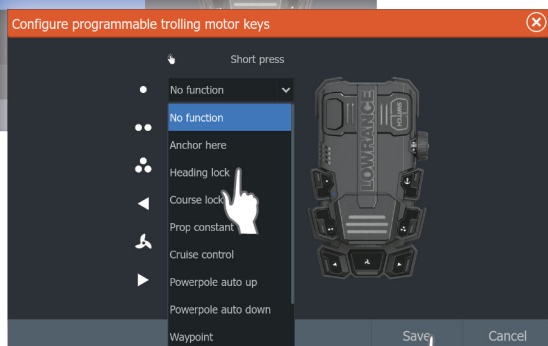 Configure programmable trolling motor keys
Short press
No function
No function
Anchor here
Heading lock
Course lock
Prop constant
Cruise control
Powerpole auto up
Powerpole auto down
Waypoint
LOWRANCE
SWITCH
Save
Cancel